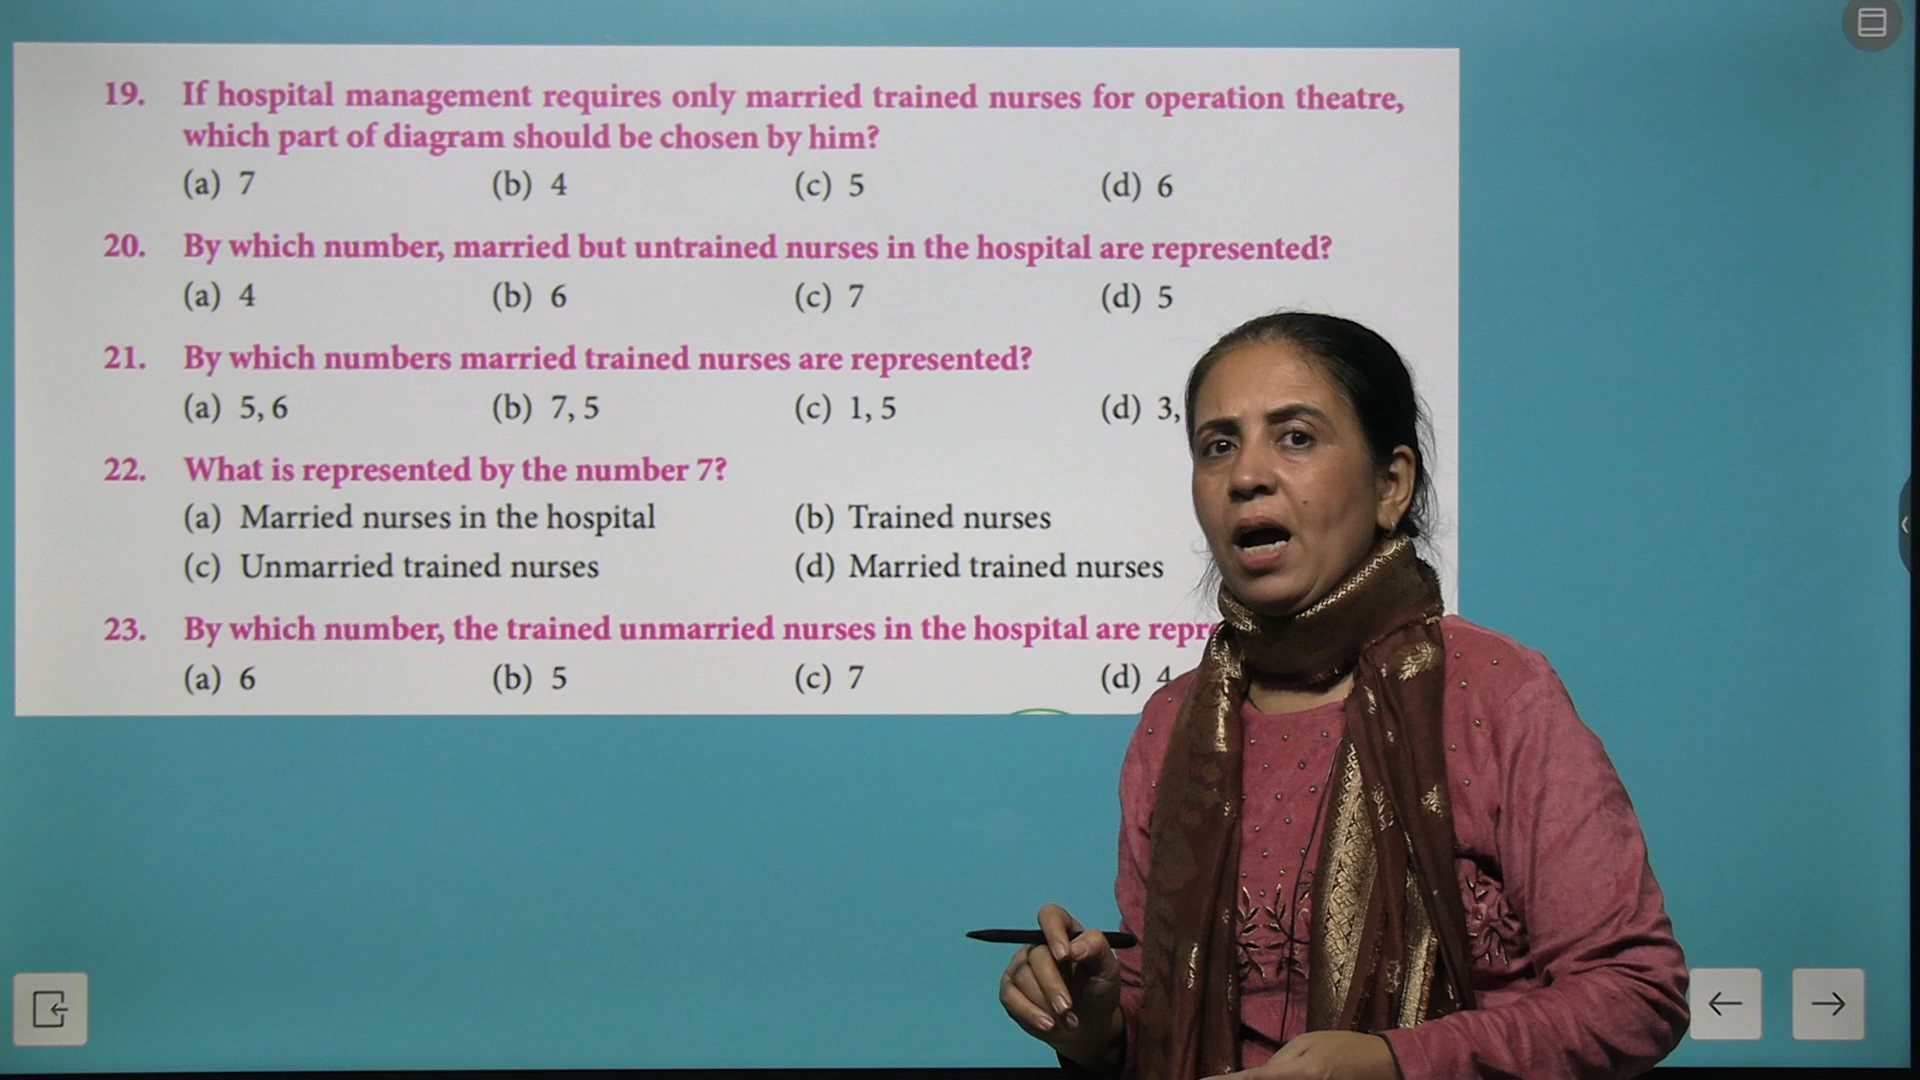 19. If hospital management requires only married trained nurses for operation theatre,
which part of diagram should be chosen by him?
(a) 7 (b) 4 (c) 5 (d) 6
20. By which number, married but untrained nurses in the hospital are represented?
(a) 4 (b) 6 (c) 7 (d) 5
21. By which numbers married trained nurses are represented?
(a) 5, 6 (b) 7, 5 (c) 1, 5 (d) 3,
22. What is represented by the number 7?
(a) Married nurses in the hospital (b) Trained nurses
(c) Unmarried trained nurses (d) Married trained nurses
23. By which number, the trained unmarried nurses in the hospital are
(a) 6 (b) 5 (c) 7 (d) 4